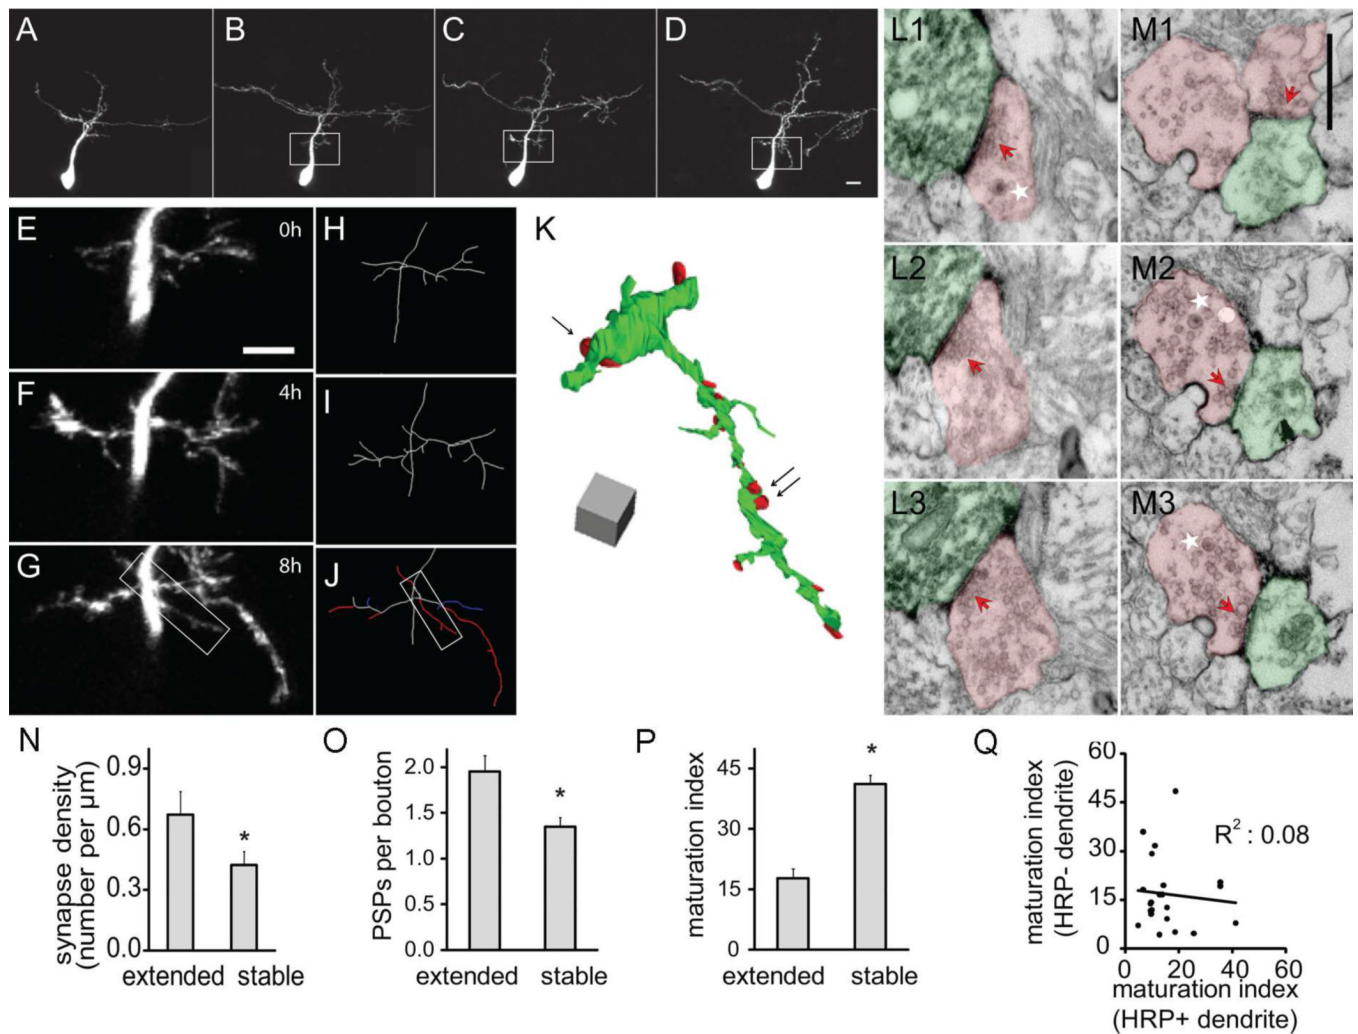 A
B
C
D
E
0h
F
4h
G
8h
H
I
J
K
L1
M1
L2
M2
L3
M3
N
synapse density
(number per µm)
0.9
0.6
0.3
0.0
*
extended
stable
O
PSPs per bouton
2.0
1.5
1.0
0.5
0.0
*
extended
stable
P
maturation index
45
30
15
0
*
extended
stable
Q
maturation index
(HRP- dendrite)
60
45
30
15
0
R² : 0.08
0
20
40
60
maturation index
(HRP+ dendrite)